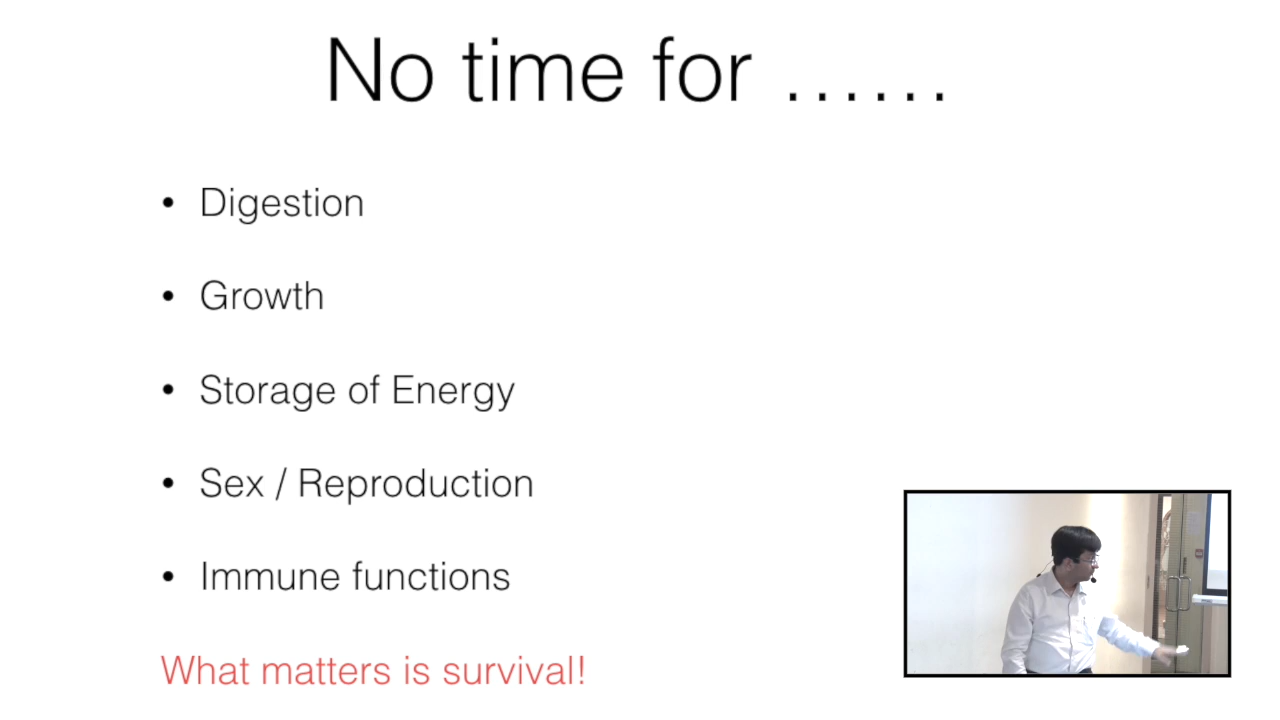 No time for ......
• Digestion
• Growth
• Storage of Energy
• Sex / Reproduction
• Immune functions
What matters is survival!